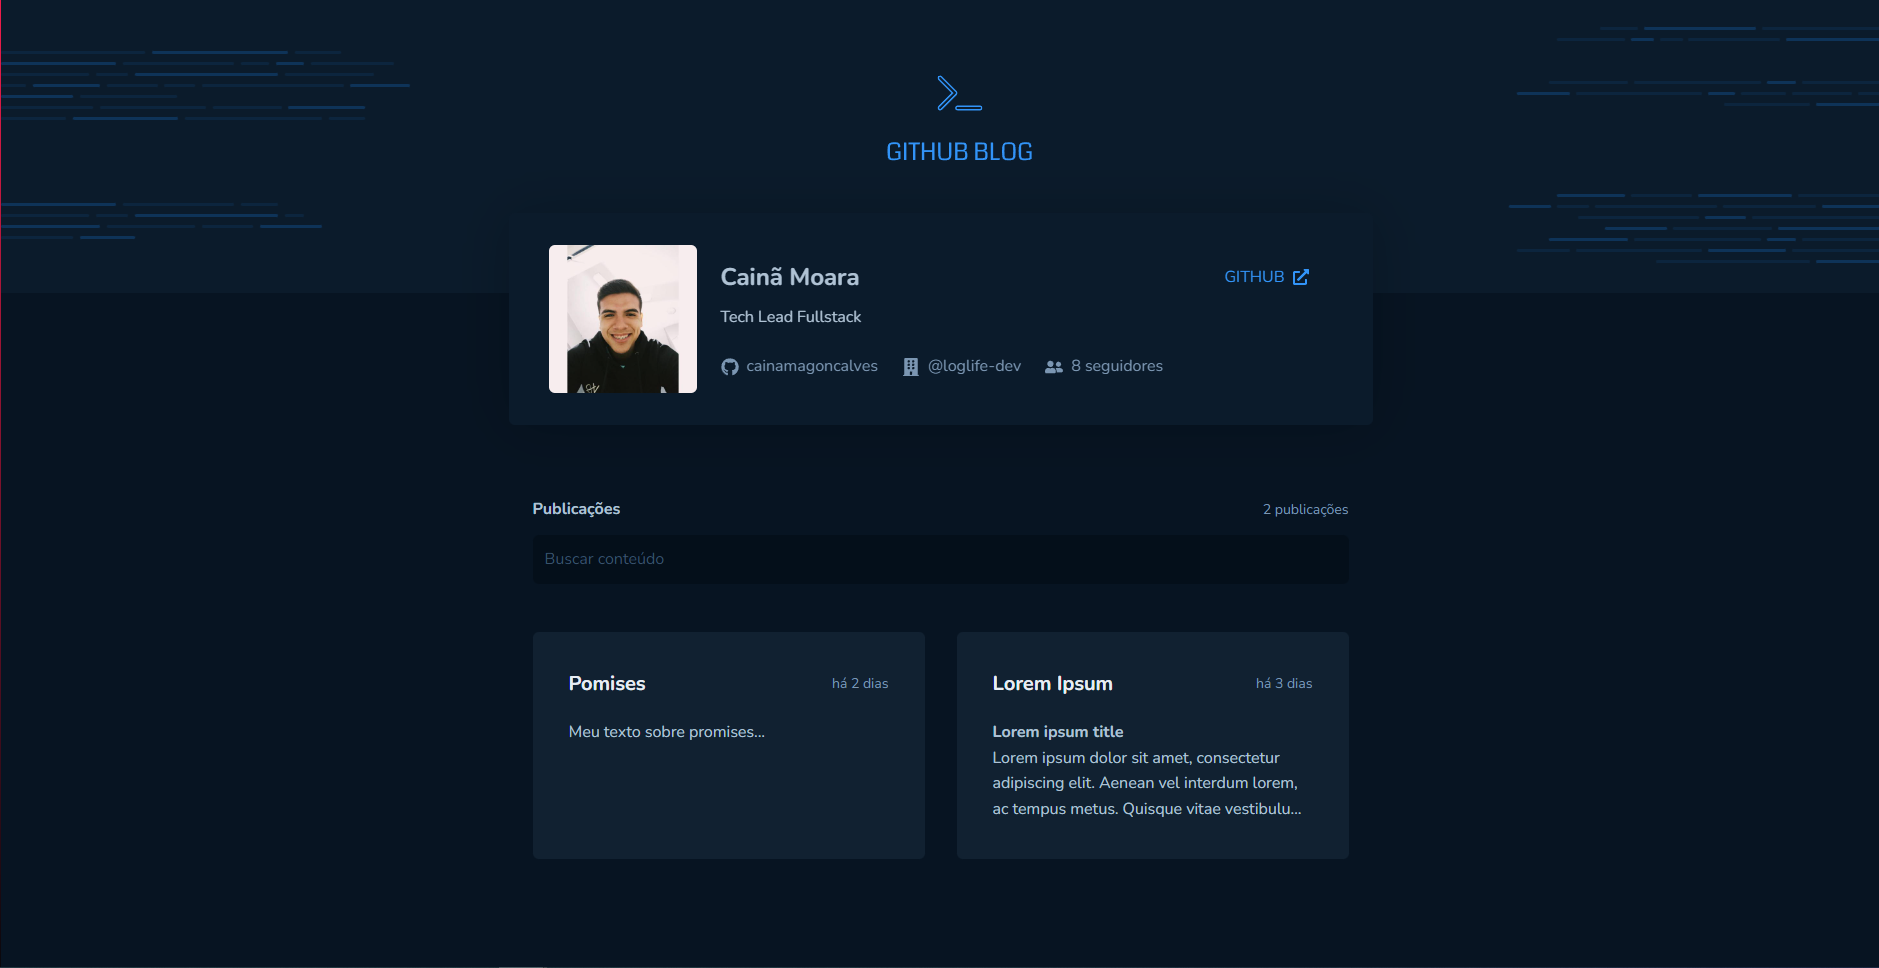 GITHUB BLOG
Cainã Moara
GITHUB
Tech Lead Fullstack
cainamagoncalves @loglife-dev 8 seguidores
Publicações
2 publicações
Buscar conteúdo
Pomises
há 2 dias
Meu texto sobre promises...
Lorem Ipsum
há 3 dias
Lorem ipsum title
Lorem ipsum dolor sit amet, consectetur
adipiscing elit. Aenean vel interdum lorem,
ac tempus metus. Quisque vitae vestibulu...